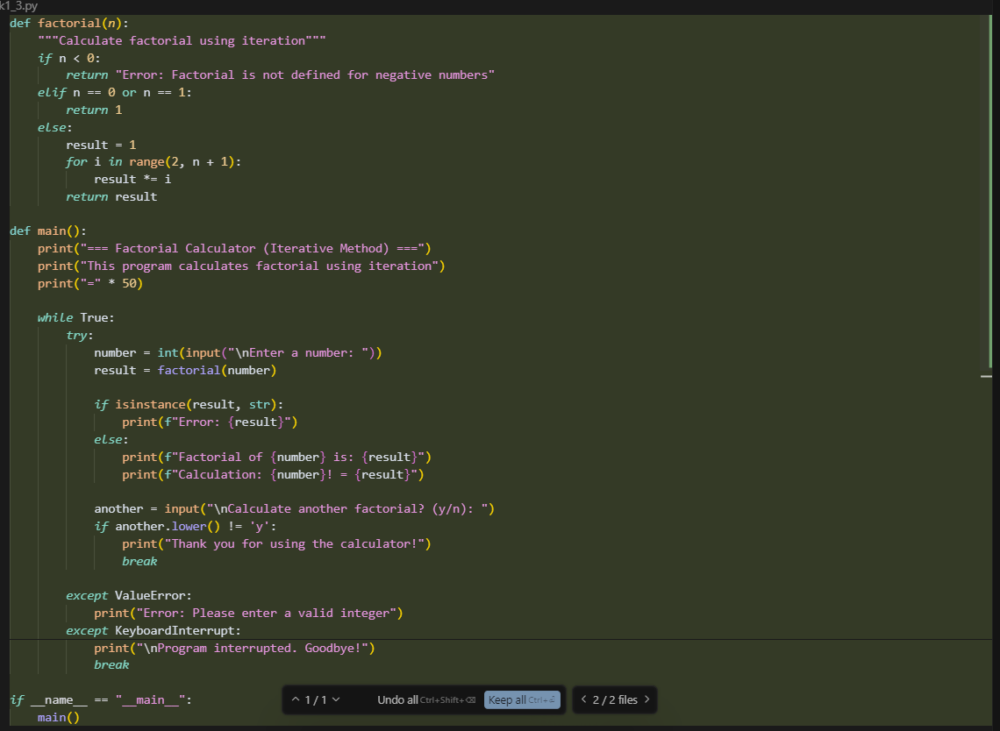 k1_3.py
def factorial(n):
    """Calculate factorial using iteration"""
    if n < 0:
        return "Error: Factorial is not defined for negative numbers"
    elif n == 0 or n == 1:
        return 1
    else:
        result = 1
        for i in range(2, n + 1):
            result *= i
        return result

def main():
    print("=== Factorial Calculator (Iterative Method) ===")
    print("This program calculates factorial using iteration")
    print("=" * 50)

    while True:
        try:
            number = int(input("\nEnter a number: "))
            result = factorial(number)

            if isinstance(result, str):
                print(f"Error: {result}")
            else:
                print(f"Factorial of {number} is: {result}")
                print(f"Calculation: {number}! = {result}")

            another = input("\nCalculate another factorial? (y/n): ")
            if another.lower() != 'y':
                print("Thank you for using the calculator!")
                break

        except ValueError:
            print("Error: Please enter a valid integer")
        except KeyboardInterrupt:
            print("\nProgram interrupted. Goodbye!")
            break

if __name__ == "__main__":
    main()
1 / 1 Undo all Ctrl+Shift+⌫ Keep all Ctrl+⏎ 2 / 2 files